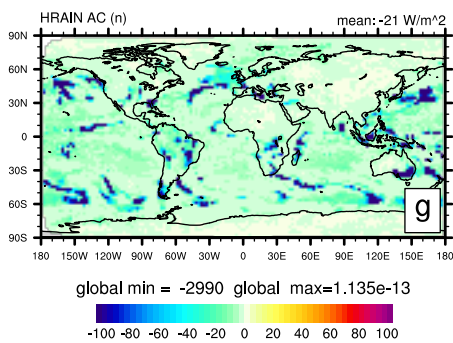 HRAIN AC (n) mean: -21 W/m^2
90N
60N
30N
0
30S
60S
90S
g
180 150W 120W 90W 60W 30W 0 30E 60E 90E 120E 150E 180
global min = -2990 global max=1.135e-13
-100 -80 -60 -40 -20 0 20 40 60 80 100